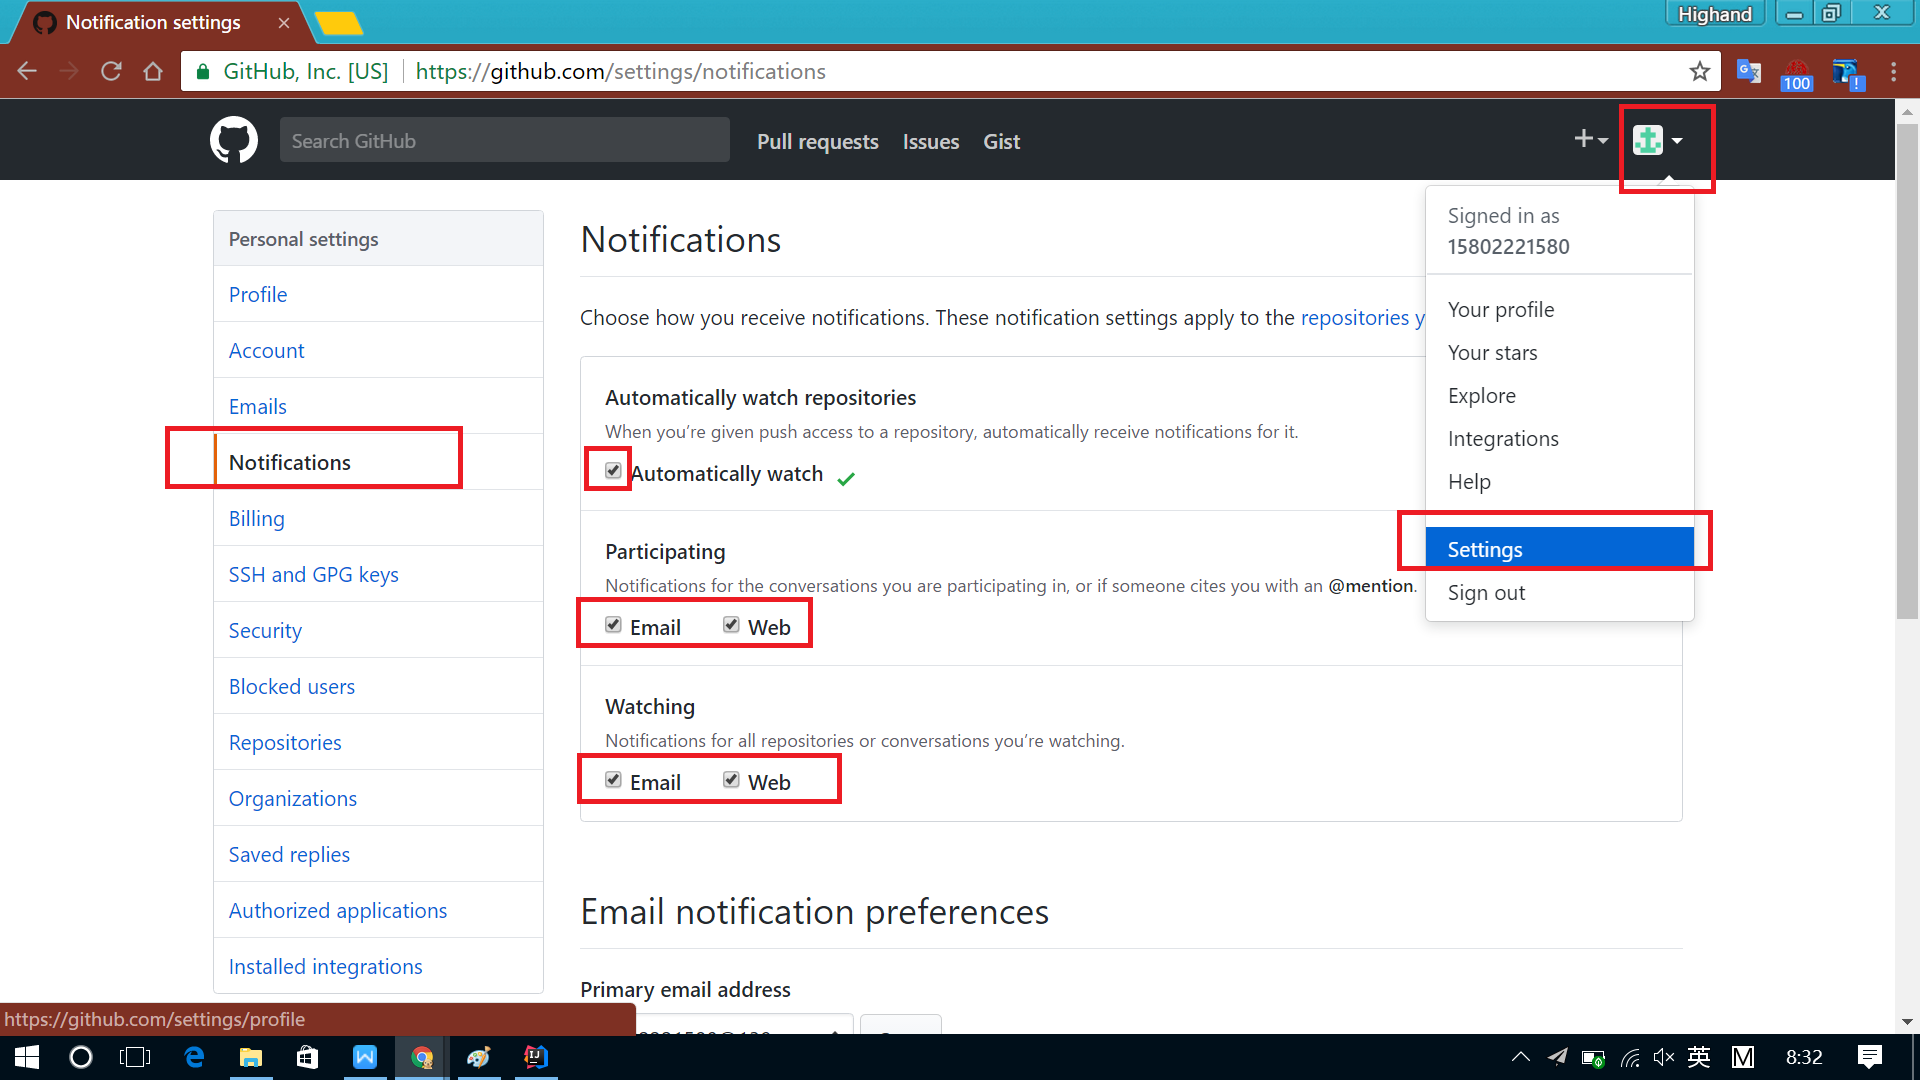 Notification settings
Highand
GitHub, Inc. [US]
https://github.com/settings/notifications
100
Search GitHub
Pull requests
Issues
Gist
Signed in as
15802221580
Your profile
Your stars
Explore
Integrations
Help
Settings
Sign out
Personal settings
Profile
Account
Emails
Notifications
Billing
SSH and GPG keys
Security
Blocked users
Repositories
Organizations
Saved replies
Authorized applications
Installed integrations
Notifications
Choose how you receive notifications. These notification settings apply to the repositories y
Automatically watch repositories
When you’re given push access to a repository, automatically receive notifications for it.
Automatically watch
Participating
Notifications for the conversations you are participating in, or if someone cites you with an @mention.
Email
Web
Watching
Notifications for all repositories or conversations you’re watching.
Email
Web
Email notification preferences
Primary email address
https://github.com/settings/profile
英
M
8:32